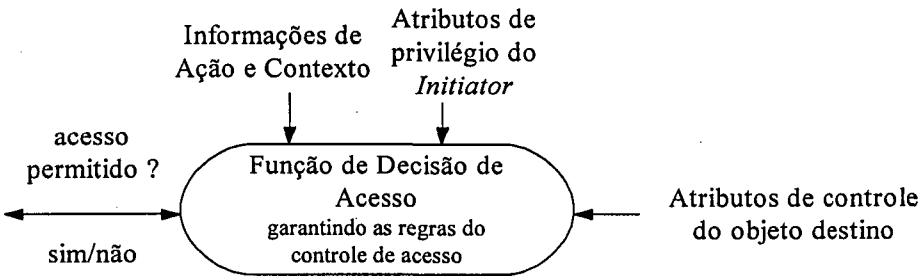 Informações de
Ação e Contexto
Atributos de
privilégio do
Initiator
acesso
permitido ?
sim/não
Função de Decisão de
Acesso
garantindo as regras do
controle de acesso
Atributos de controle
do objeto destino